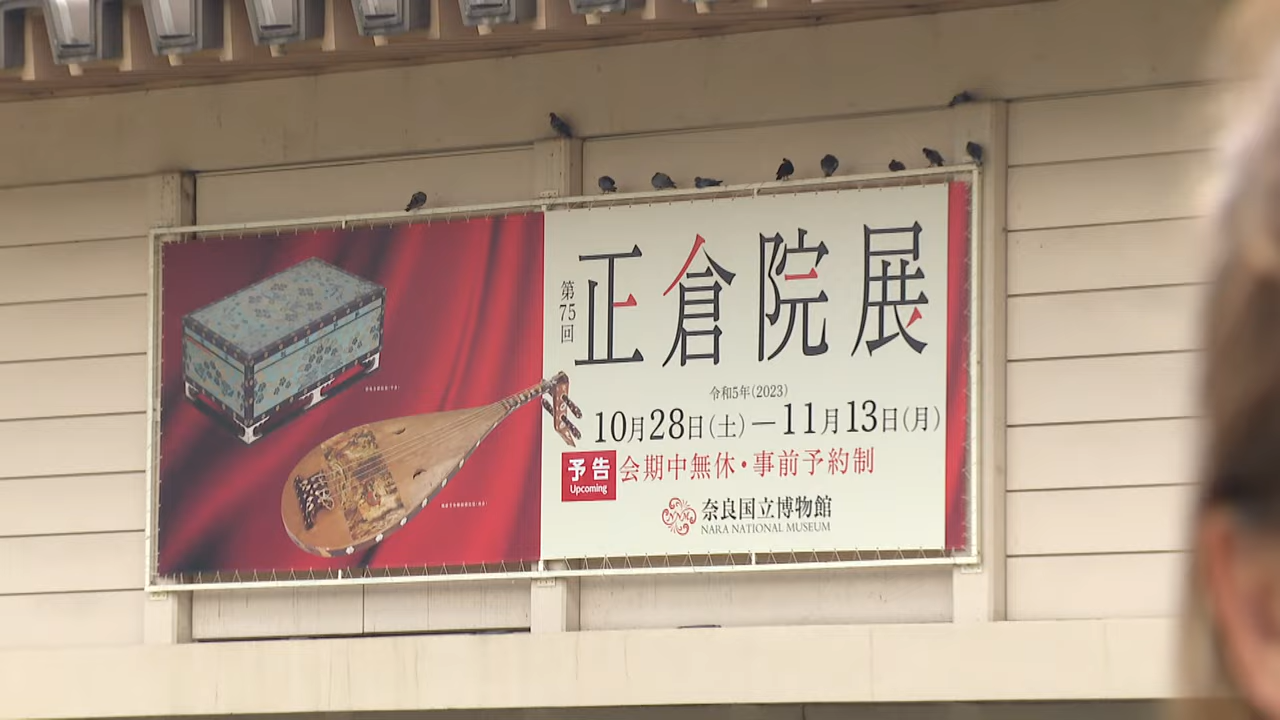 第75回
正倉院展
令和5年(2023)
10月28日(土)ー11月13日(月)
予告
Upcoming
会期中無休・事前予約制
奈良国立博物館
NARA NATIONAL MUSEUM